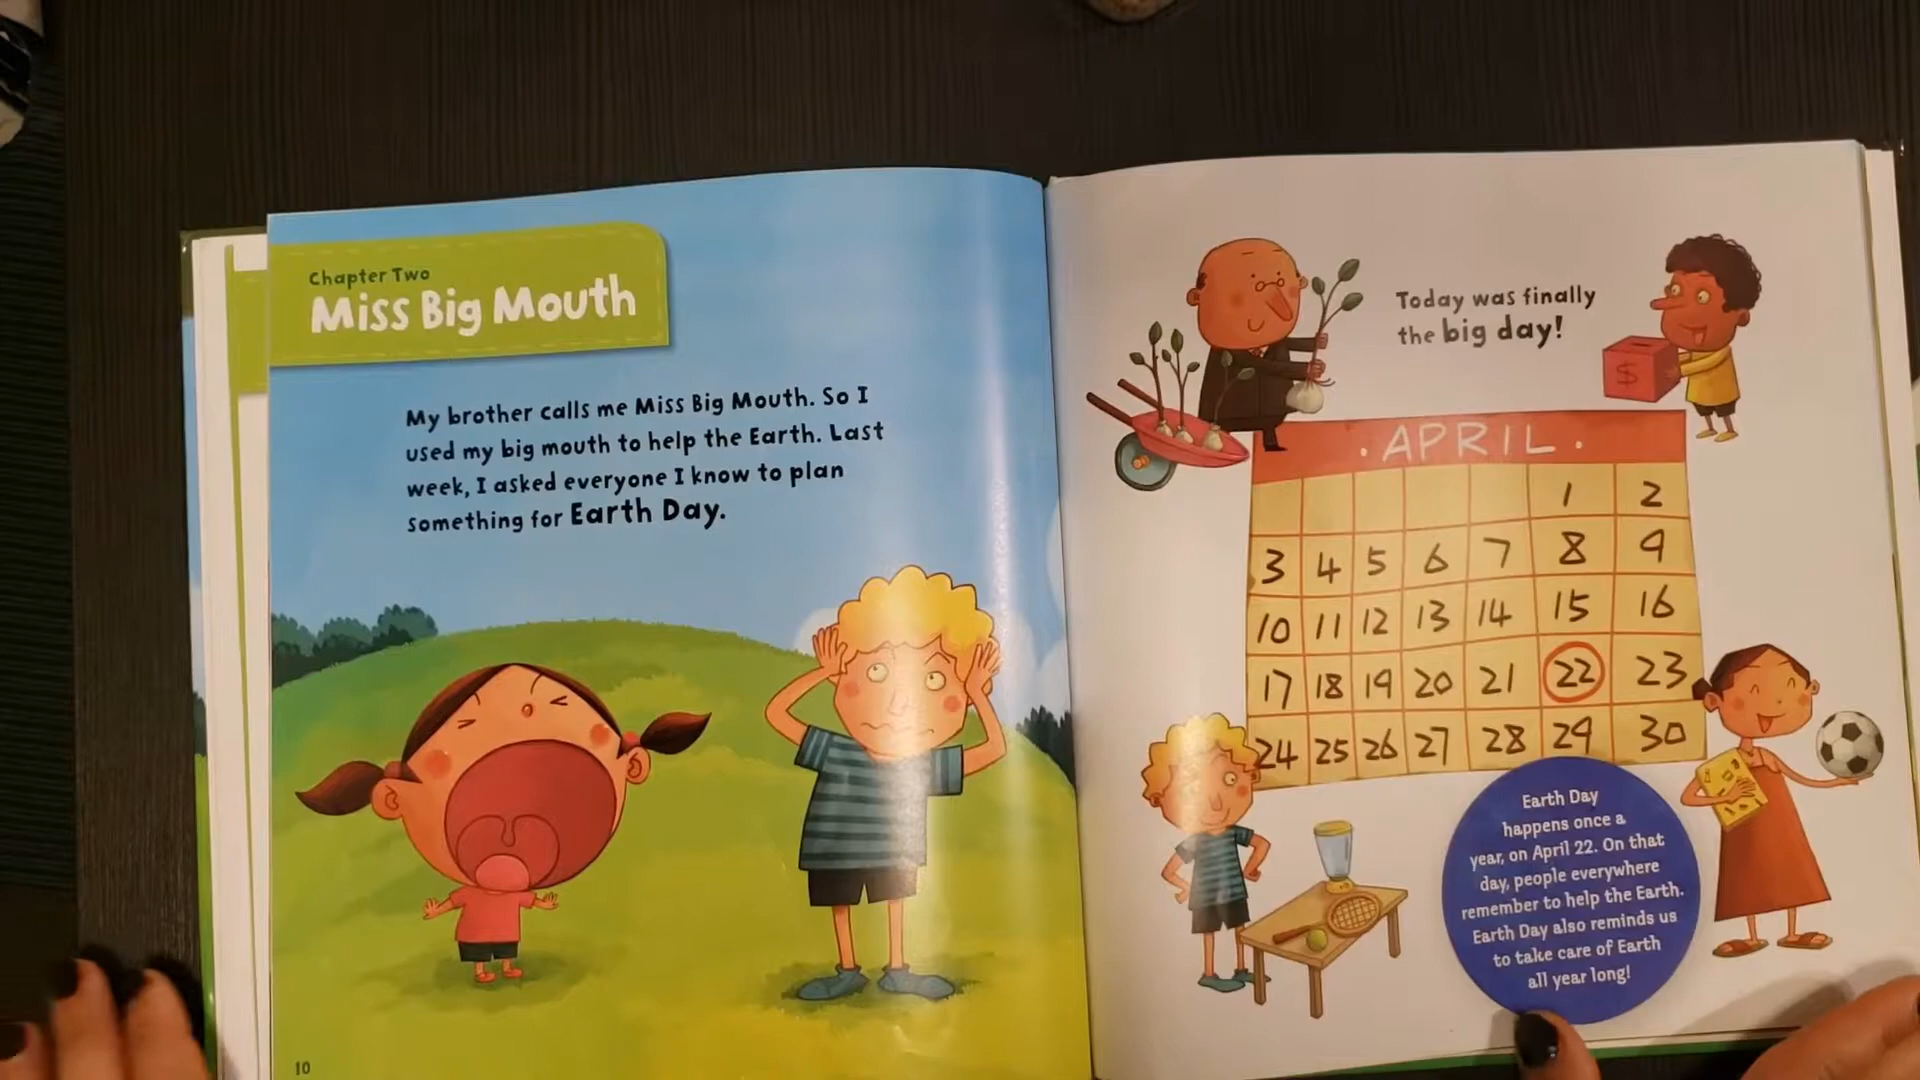 Chapter Two
Miss Big Mouth
My brother calls me Miss Big Mouth. So I
used my big mouth to help the Earth. Last
week, I asked everyone I know to plan
something for Earth Day.
10
Today was finally
the big day!
$
· APRIL ·
1 2
3 4 5 6 7 8 9
10 11 12 13 14 15 16
17 18 19 20 21 22 23
24 25 26 27 28 29 30
Earth Day
happens once a
year, on April 22. On that
day, people everywhere
remember to help the Earth.
Earth Day also reminds us
to take care of Earth
all year long!